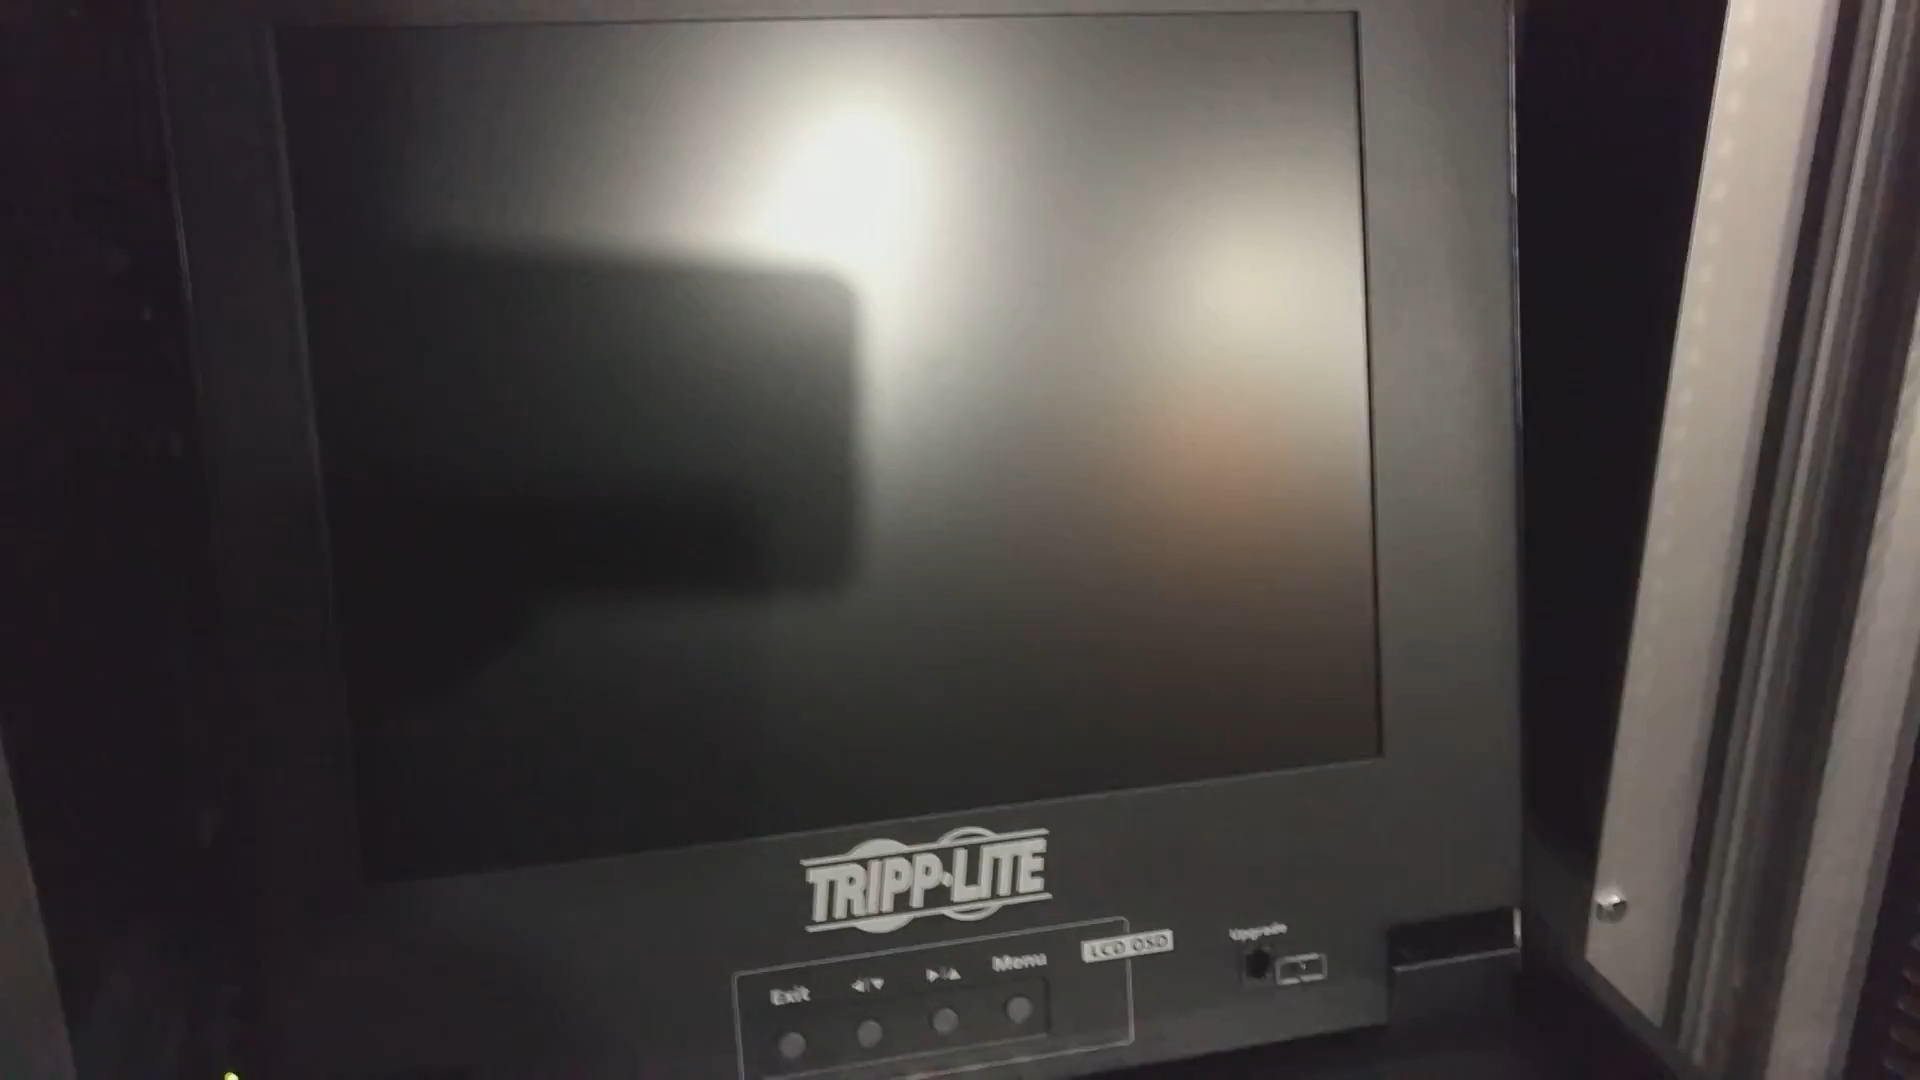 TRIPP·LITE
LCD OSD
Upgrade
Exit ◀/▼ ▶/▲ Menu